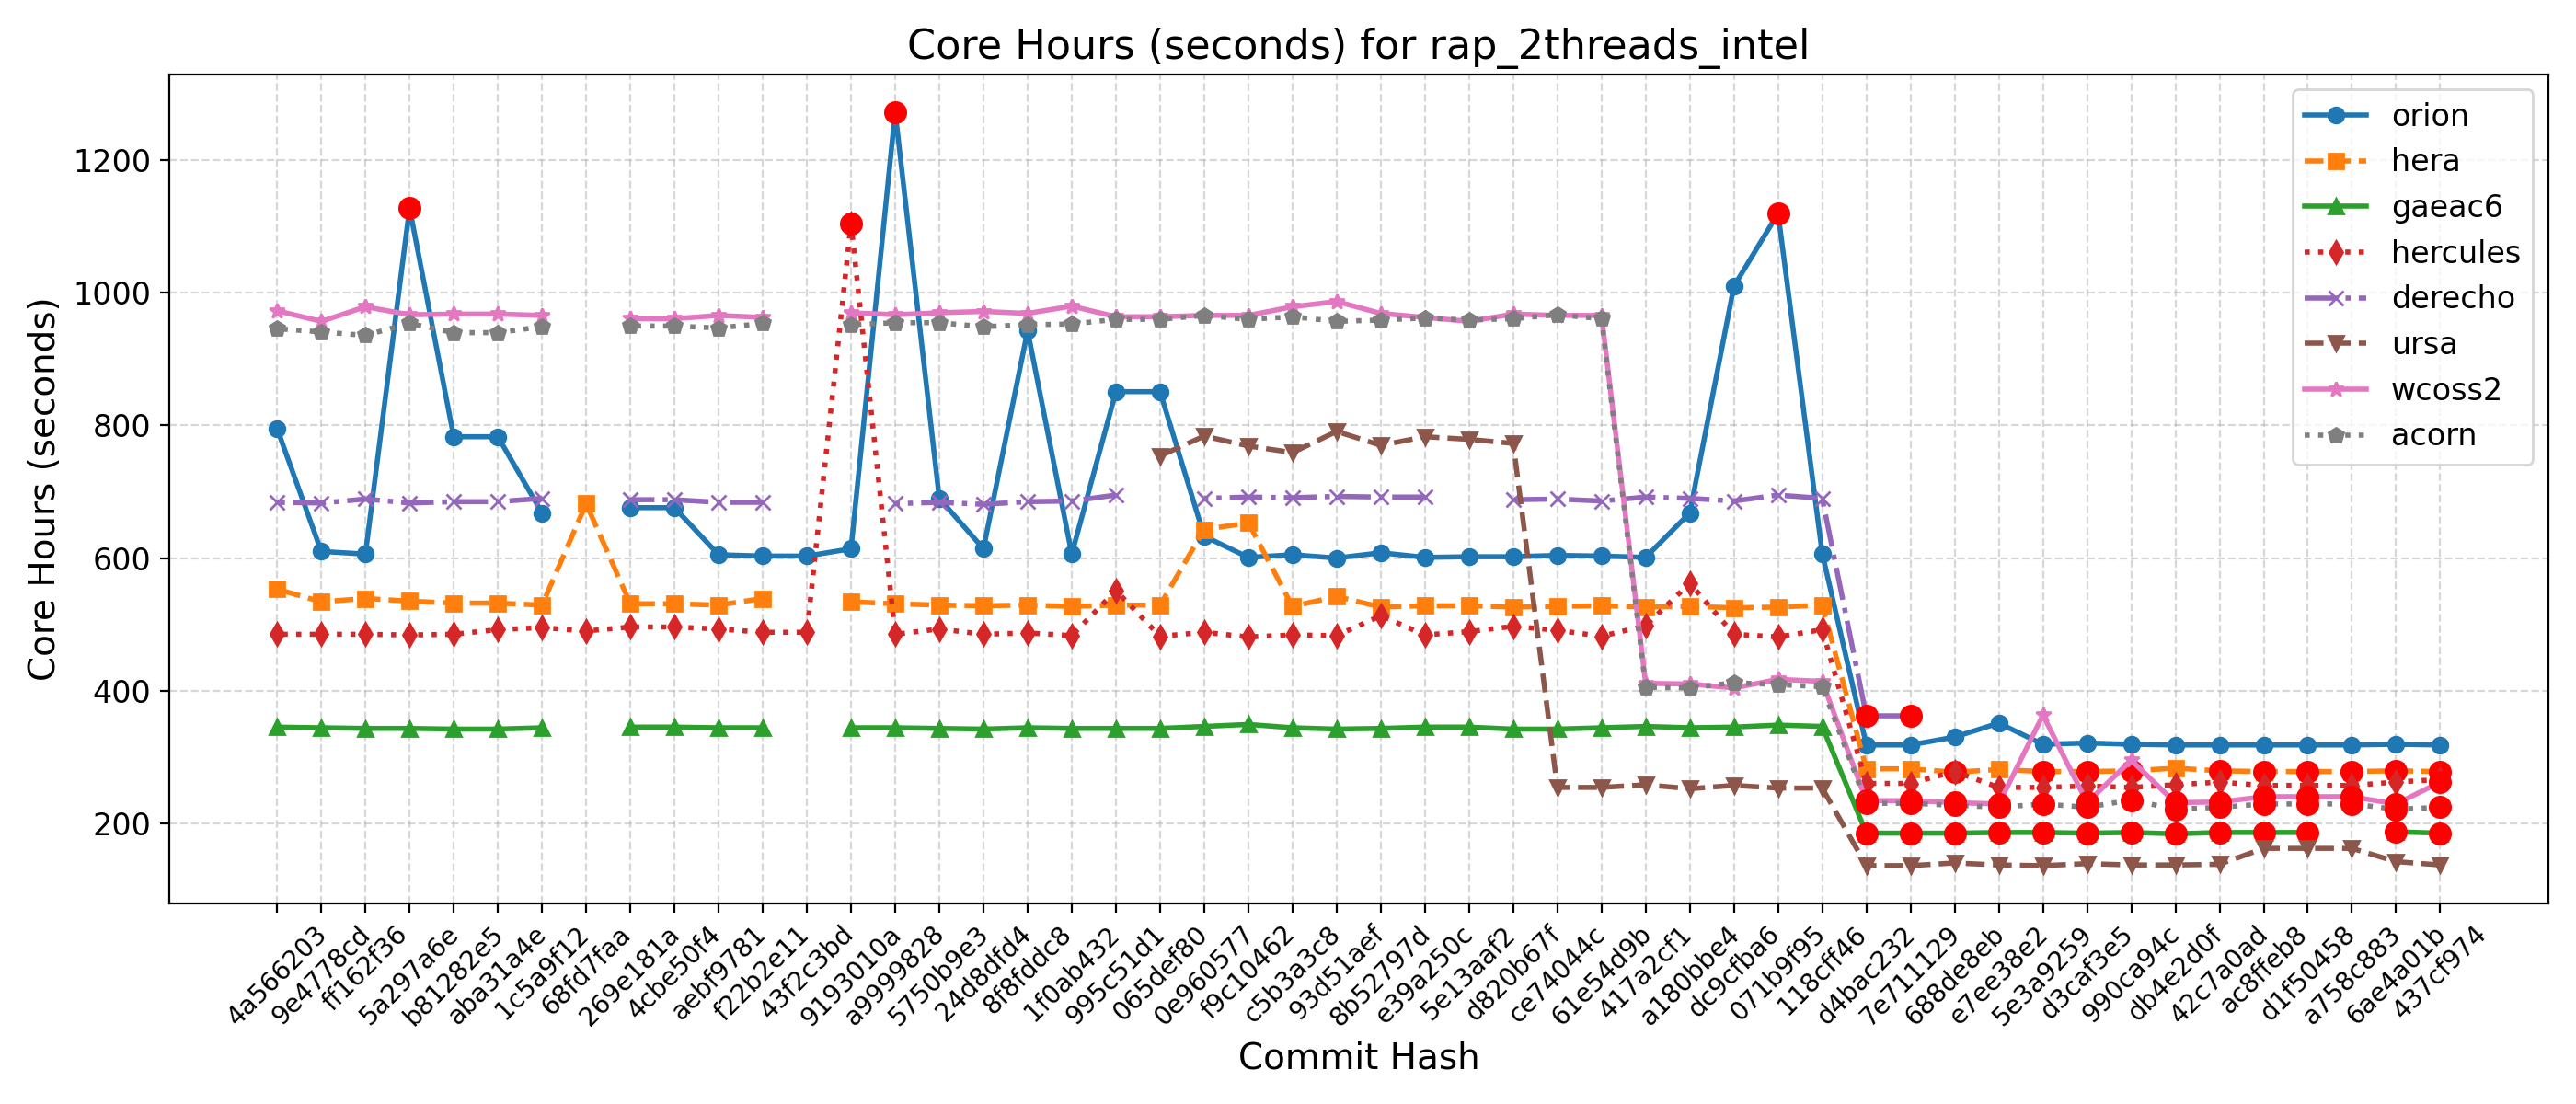 Core Hours (seconds) for rap_2threads_intel
Core Hours (seconds)
1200
1000
800
600
400
200
orion
hera
gaeac6
hercules
derecho
ursa
wcoss2
acorn
4a566203
9e4778cd
ff162f36
5a297a6e
b81282e5
aba31a4e
1c5a9f12
68fd7faa
269e181a
4cbe50f4
aebf9781
f22b2e11
43f2c3bd
9193010a
a9999828
5750b9e3
24d8dfd4
8f8fddc8
1f0ab432
995c51d1
065def80
0e960577
f9c10462
c5b3a3c8
93d51aef
8b52797d
e39a250c
5e13aaf2
d820b67f
ce74044c
61e54d9b
417a2cf1
a180bbe4
dc9cfba6
071b9f95
118cff46
d4bac232
7e711129
688de8eb
e7ee38e2
5e3a9259
d3caf3e5
990ca94c
db4e2d0f
42c7a0ad
ac8ffeb8
d1f50458
a758c883
6ae4a01b
437cf974
Commit Hash